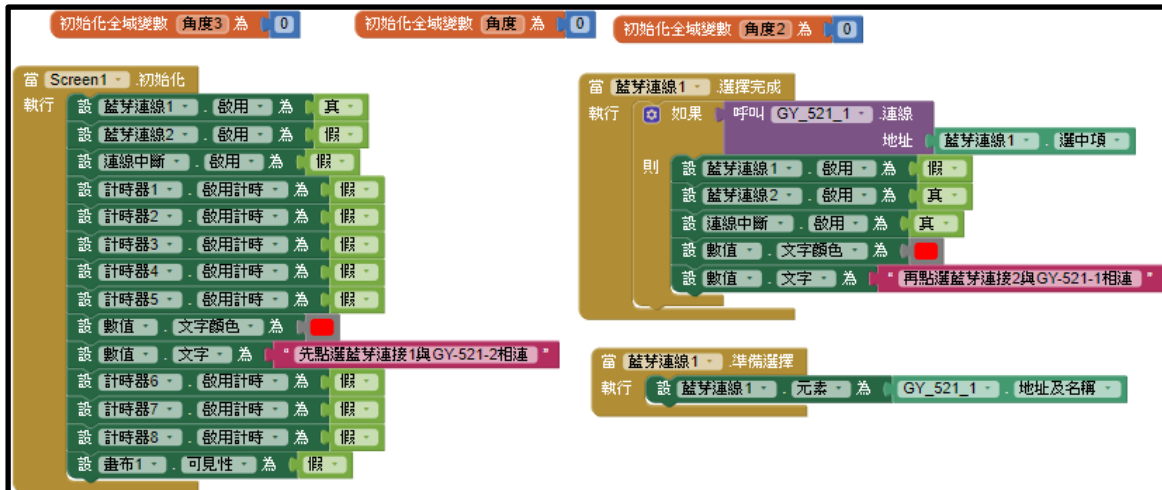 初始化全域變數 角度3 為 0
初始化全域變數 角度 為 0
初始化全域變數 角度2 為 0
當 Screen1 .初始化
執行 設 藍芽連線1 . 啟用 為 真
設 藍芽連線2 . 啟用 為 假
設 連線中斷 . 啟用 為 假
設 計時器1 . 啟用計時 為 假
設 計時器2 . 啟用計時 為 假
設 計時器3 . 啟用計時 為 假
設 計時器4 . 啟用計時 為 假
設 計時器5 . 啟用計時 為 假
設 數值 . 文字顏色 為
設 數值 . 文字 為 " 先點選藍芽連接1與GY-521-2相連 "
設 計時器6 . 啟用計時 為 假
設 計時器7 . 啟用計時 為 假
設 計時器8 . 啟用計時 為 假
設 畫布1 . 可見性 為 假
當 藍芽連線1 .選擇完成
執行 如果 呼叫 GY_521_1 .連線
地址 藍芽連線1 . 選中項
則 設 藍芽連線1 . 啟用 為 假
設 藍芽連線2 . 啟用 為 真
設 連線中斷 . 啟用 為 真
設 數值 . 文字顏色 為
設 數值 . 文字 為 " 再點選藍芽連接2與GY-521-1相連 "
當 藍芽連線1 .準備選擇
執行 設 藍芽連線1 . 元素 為 GY_521_1 . 地址及名稱